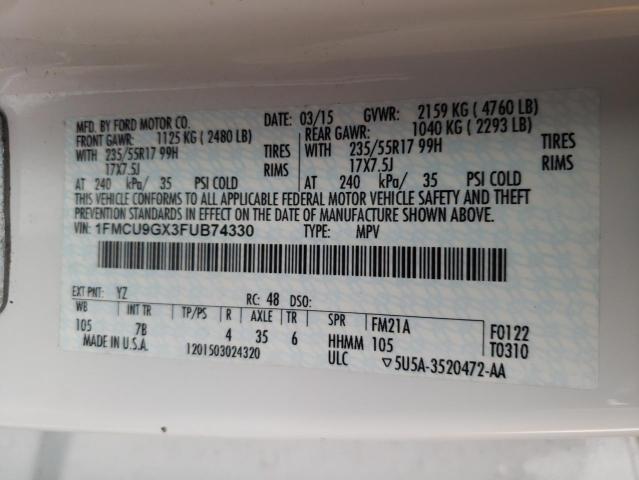 MFD. BY FORD MOTOR CO. DATE: 03/15 GVWR: 2159 KG ( 4760 LB)
FRONT GAWR: 1125 KG ( 2480 LB) REAR GAWR: 1040 KG ( 2293 LB)
WITH 235/55R17 99H TIRES WITH 235/55R17 99H TIRES
17X7.5J RIMS 17X7.5J RIMS
AT 240 kPa/ 35 PSI COLD AT 240 kPa/ 35 PSI COLD
THIS VEHICLE CONFORMS TO ALL APPLICABLE FEDERAL MOTOR VEHICLE SAFETY AND THEFT
PREVENTION STANDARDS IN EFFECT ON THE DATE OF MANUFACTURE SHOWN ABOVE.
VIN: 1FMCU9GX3FUB74330 TYPE: MPV
EXT PNT: YZ RC: 48 DSO:
WB INT TR TP/PS R AXLE TR SPR FM21A F0122
105 7B 4 35 6 HHMM 105 T0310
MADE IN U.S.A. 1201503024320 ULC ▽5U5A-3520472-AA